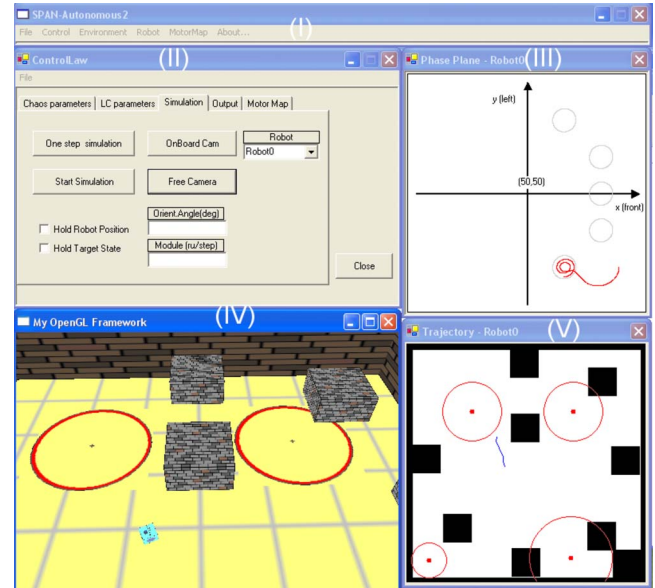 SPAN-Autonomous2
File Control Environment Robot MotorMap About...
(I)
ControlLaw
(II)
File
Chaos parameters LC parameters Simulation Output Motor Map
One step simulation
OnBoard Cam
Robot
Robot0
Start Simulation
Free Camera
Orient.Angle(deg)
Hold Robot Position
Module (ru/step)
Hold Target State
Close
Phase Plane - Robot0
(III)
y (left)
(50,50)
x (front)
My OpenGL Framework
(IV)
Trajectory - Robot0
(V)